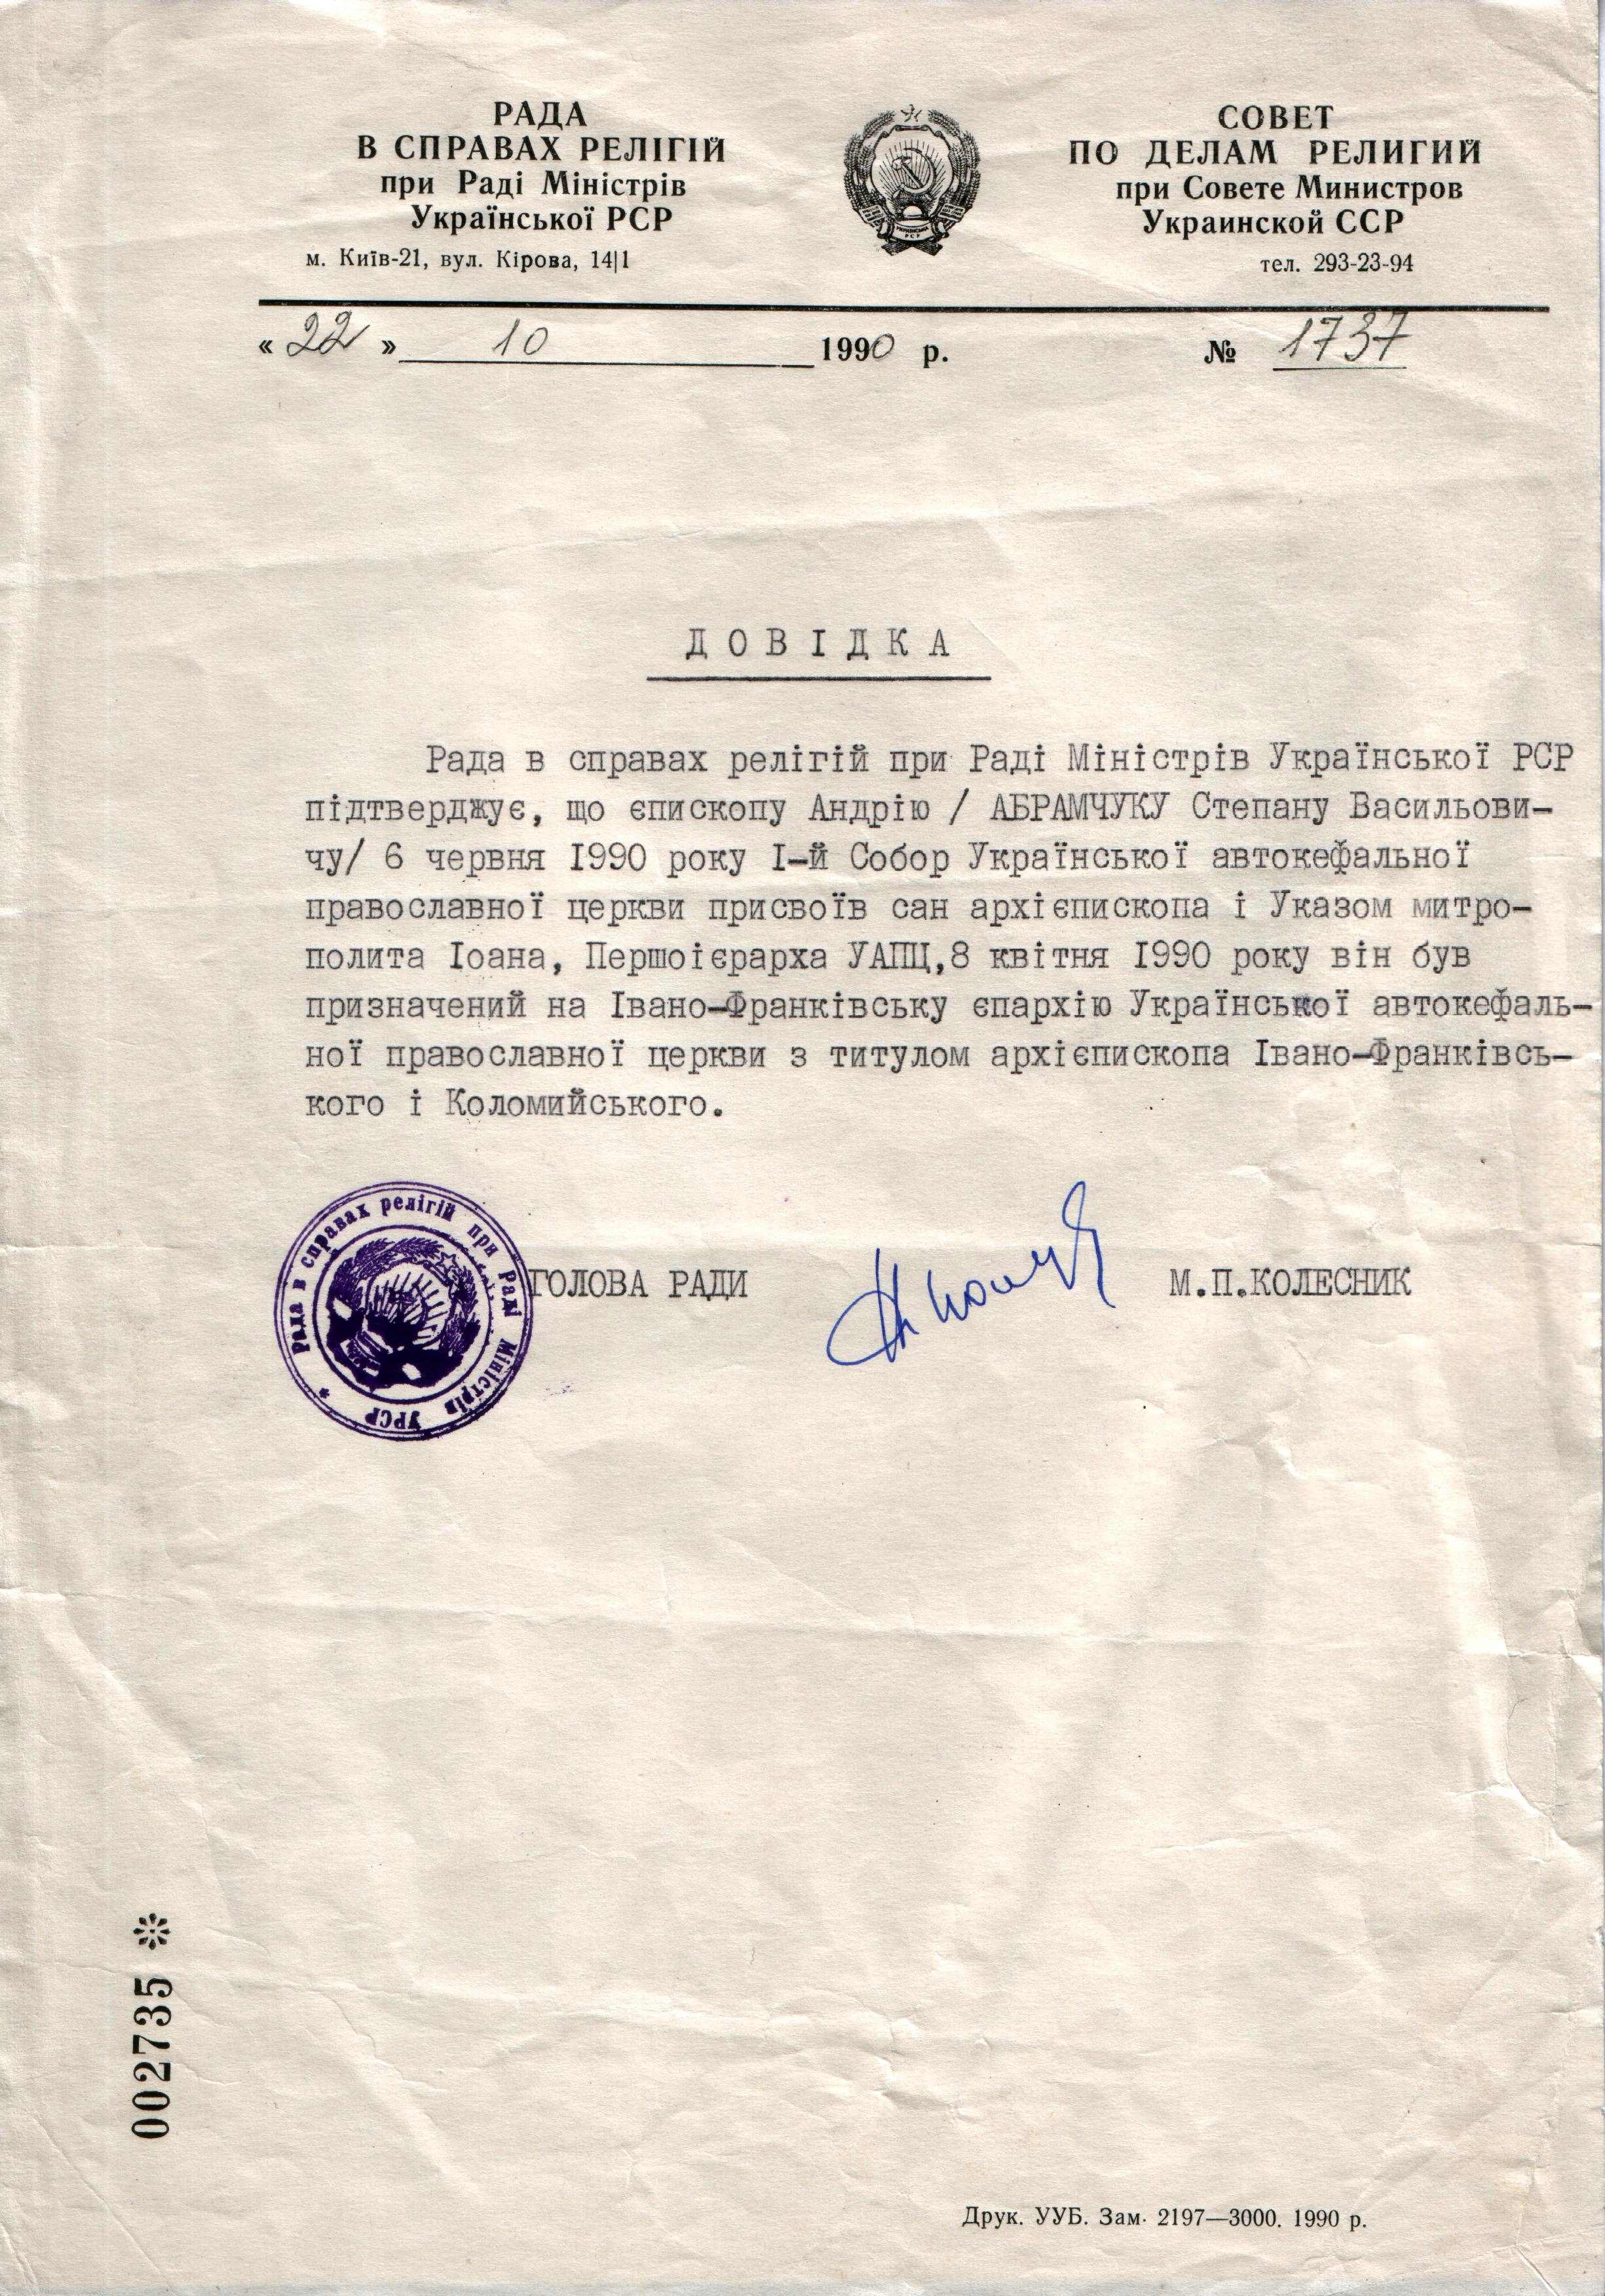 РАДА
В СПРАВАХ РЕЛІГІЙ
при Раді Міністрів
Української РСР
м. Київ-21, вул. Кірова, 14|1
УКРАЇНСЬКА
Р С Р
СОВЕТ
ПО ДЕЛАМ РЕЛИГИЙ
при Совете Министров
Украинской ССР
тел. 293-23-94
« 22 » 10 1990 р. № 1737
ДОВІДКА
Рада в справах релігій при Раді Міністрів Української РСР
підтверджує, що єпископу Андрію / АБРАМЧУКУ Степану Васильови-
чу/ 6 червня 1990 року І-й Собор Української автокефальної
православної церкви присвоїв сан архієпископа і Указом митро-
полита Іоана, Першоієрарха УАПЦ,8 квітня 1990 року він був
призначений на Івано-Франківську єпархію Української автокефаль-
ної православної церкви з титулом архієпископа Івано-Франківсь-
кого і Коломийського.
Рада в справах релігій при Раді Міністрів УРСР *
ГОЛОВА РАДИ М.П.КОЛЕСНИК
002735 *
Друк. УУБ. Зам. 2197—3000. 1990 р.